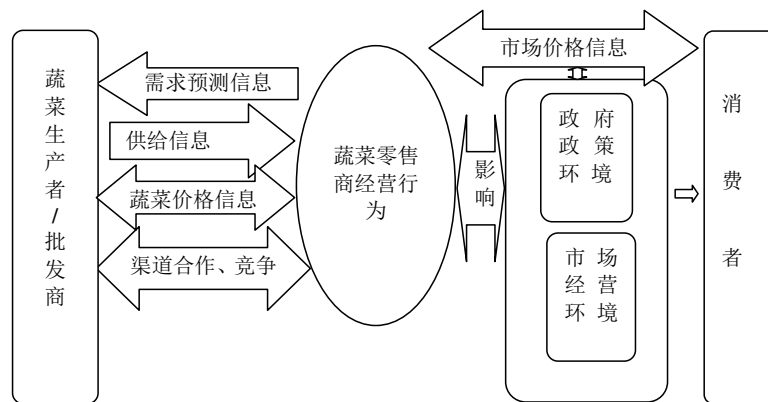 蔬菜生产者/批发商
需求预测信息
供给信息
蔬菜价格信息
渠道合作、竞争
蔬菜零售
商经营行
为
影响
市场价格信息
政 府
政 策
环 境
市 场
经 营
环 境
消费者